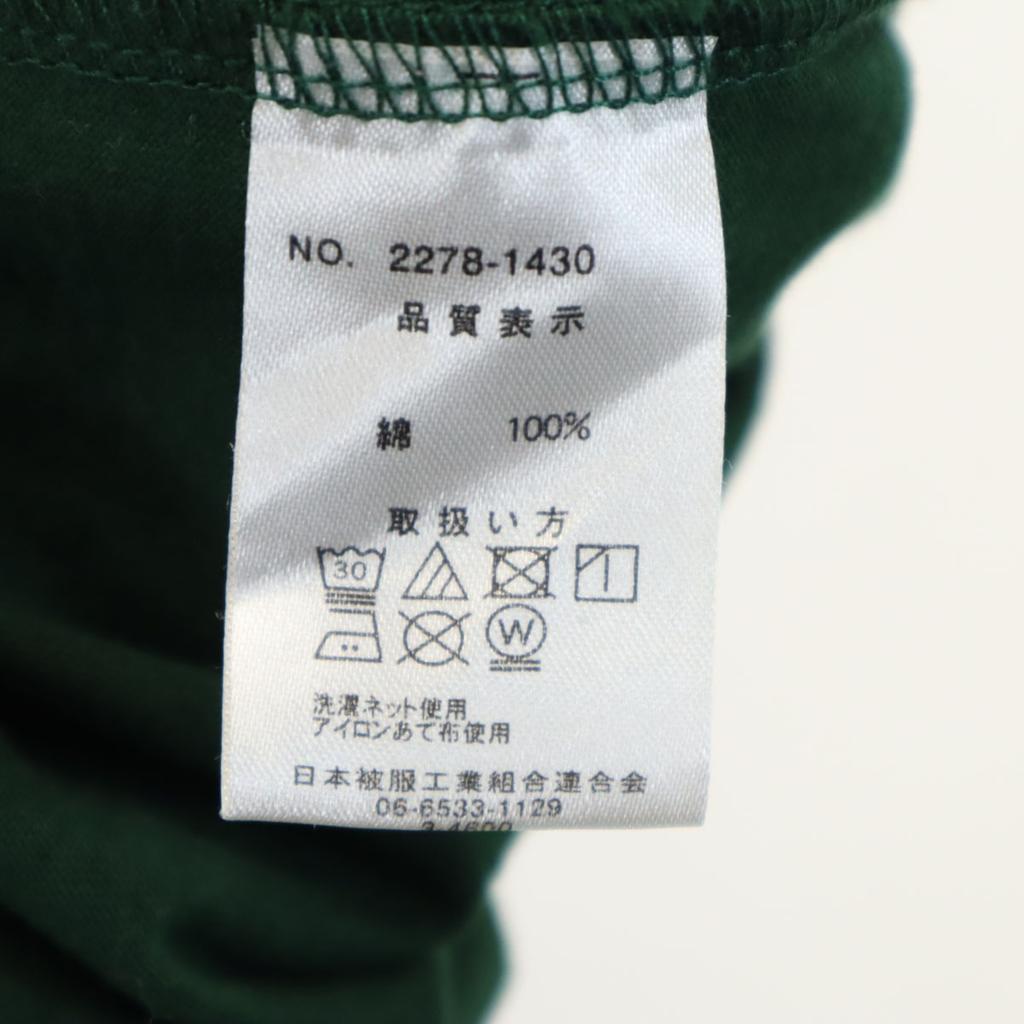 NO. 2278-1430
品質表示
綿 100%
取扱い方
30
W
洗濯ネット使用
アイロンあて布使用
日本被服工業組合連合会
06-6533-1129